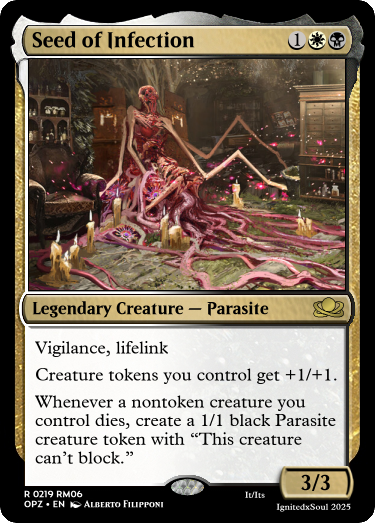 Seed of Infection 1
Legendary Creature — Parasite
Vigilance, lifelink
Creature tokens you control get +1/+1.
Whenever a nontoken creature you
control dies, create a 1/1 black Parasite
creature token with “This creature
can’t block.”
3/3
R 0219 RM06
OPZ • EN Alberto Filipponi
It/Its
IgnitedxSoul 2025